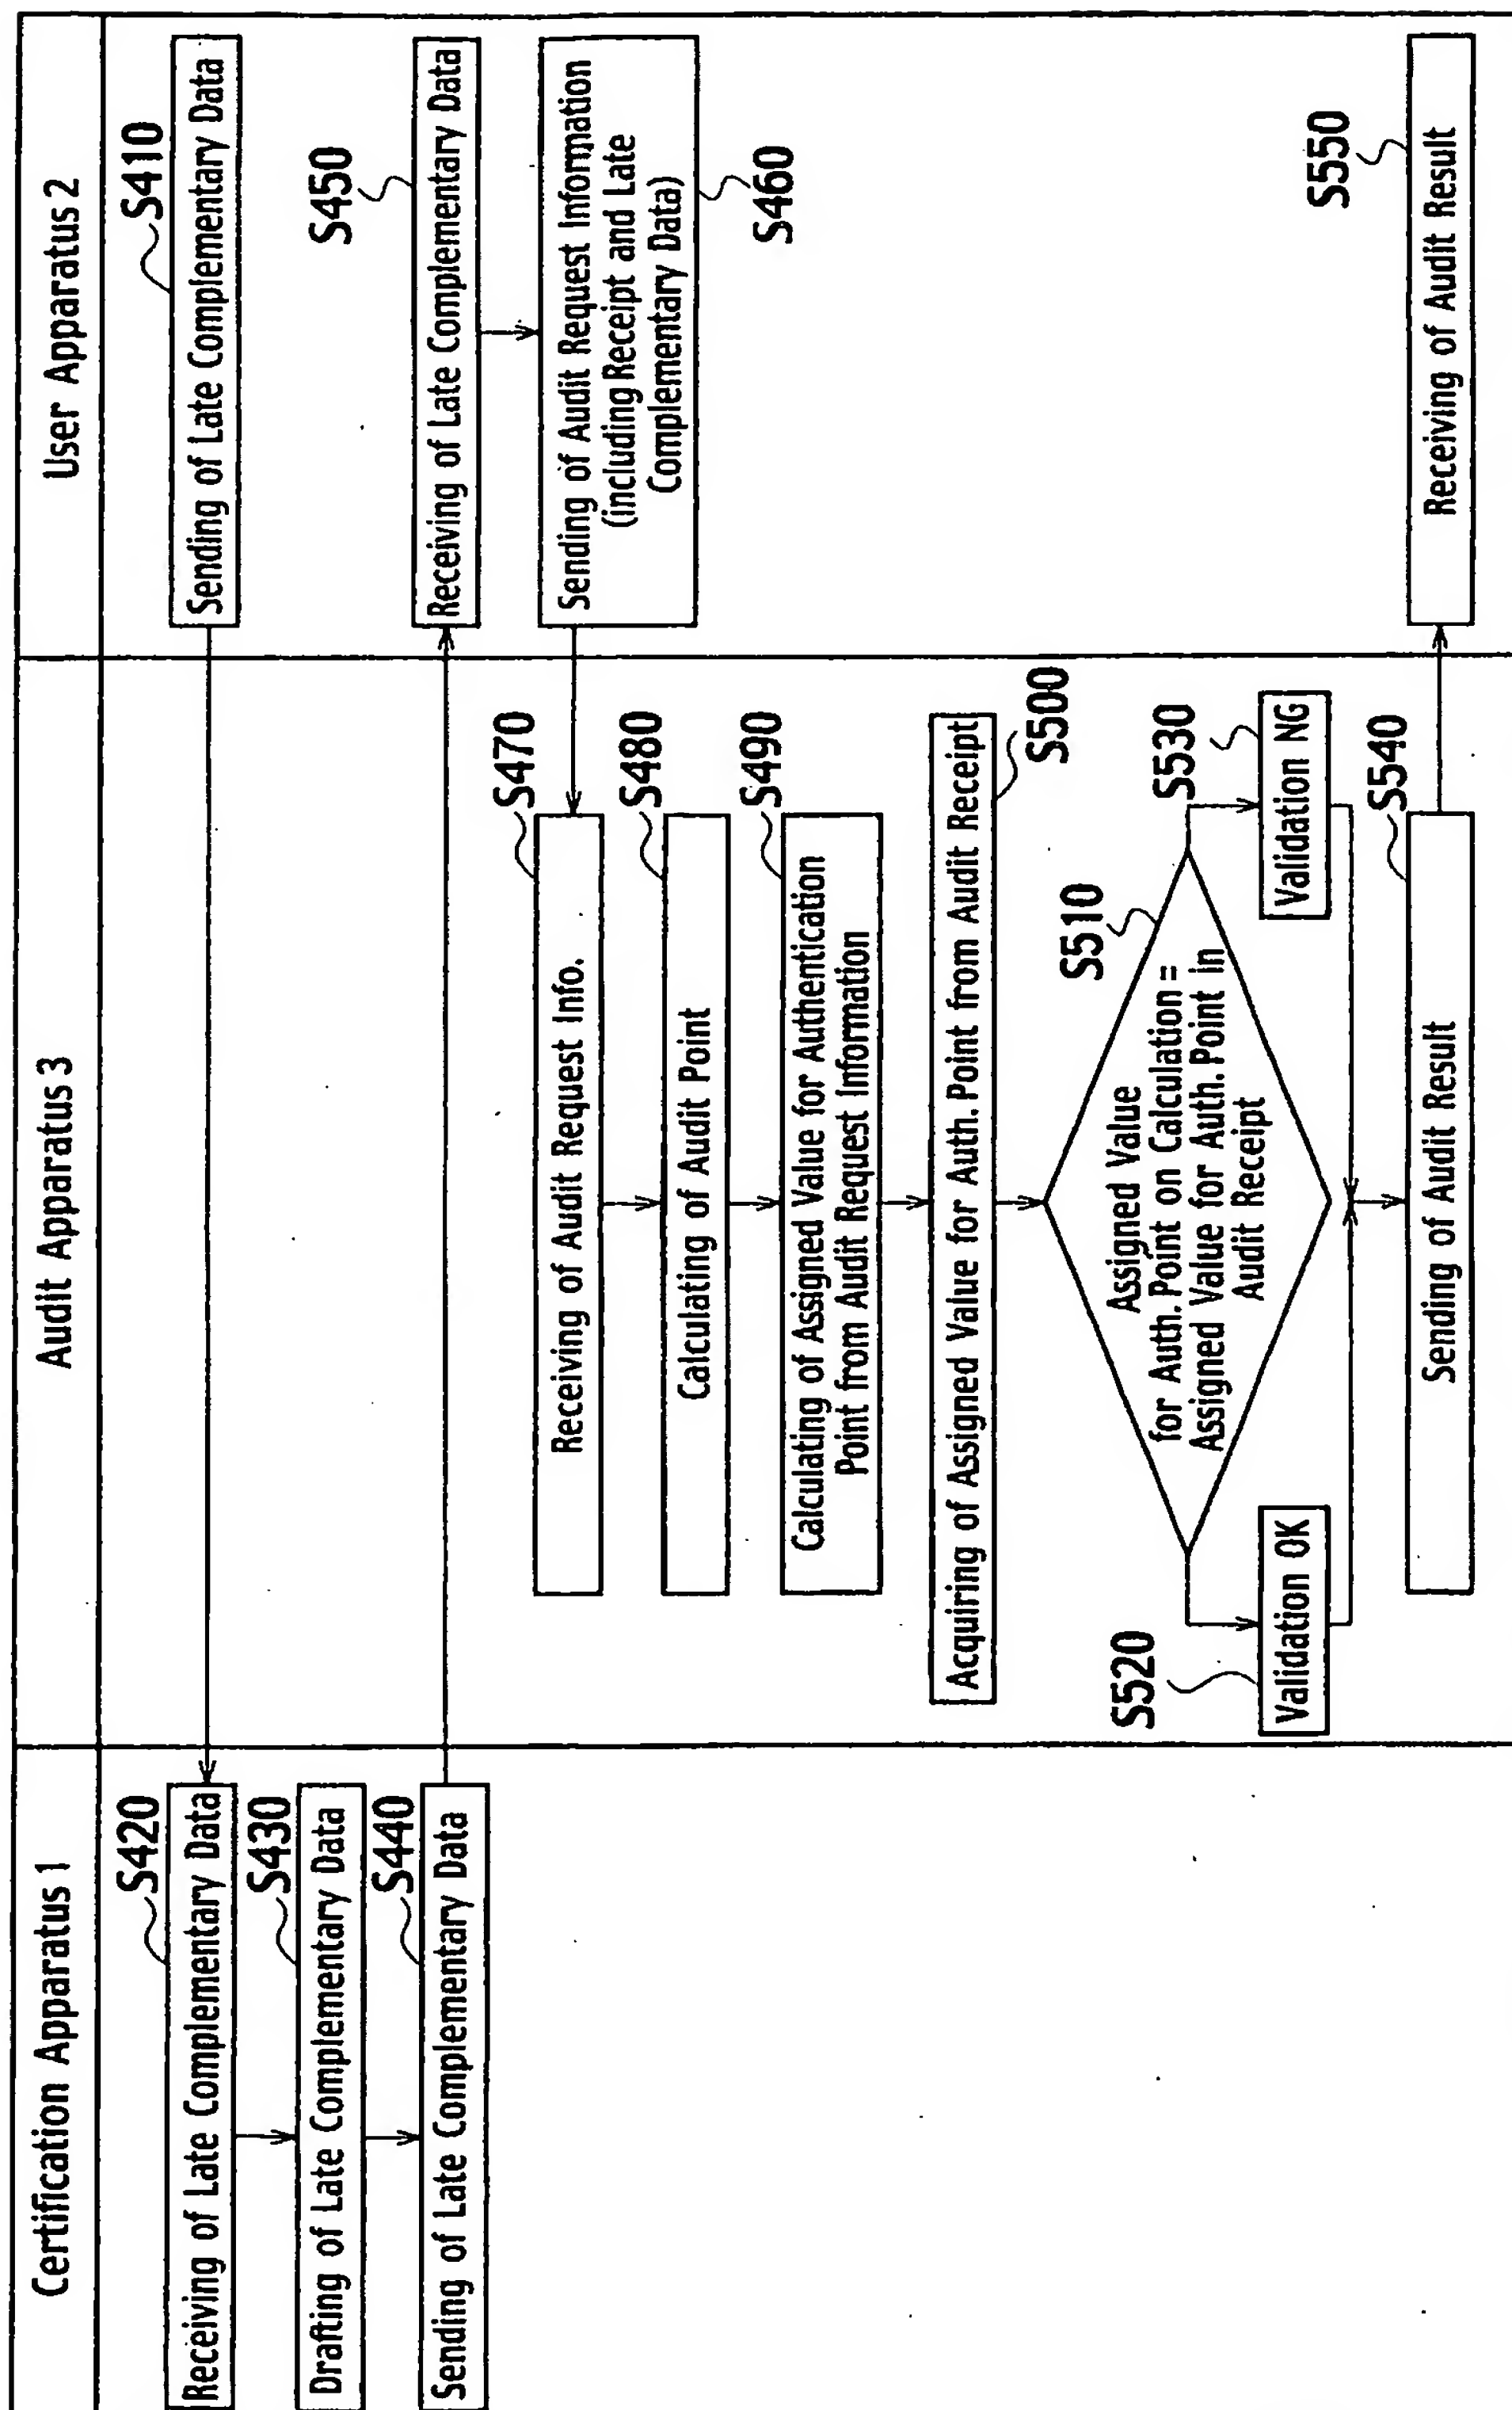 Certification Apparatus 1
Audit Apparatus 3
User Apparatus 2
S410
Sending of Late Complementary Data
S420
Receiving of Late Complementary Data
S430
Drafting of Late Complementary Data
S440
Sending of Late Complementary Data
S450
Receiving of Late Complementary Data
Sending of Audit Request Information
(including Receipt and Late
Complementary Data)
S460
S470
Receiving of Audit Request Info.
S480
Calculating of Audit Point
S490
Calculating of Assigned Value for Authentication
Point from Audit Request Information
Acquiring of Assigned Value for Auth. Point from Audit Receipt
S500
S510
Assigned Value
for Auth. Point on Calculation =
Assigned Value for Auth. Point in
Audit Receipt
S520
Validation OK
S530
Validation NG
S540
Sending of Audit Result
S550
Receiving of Audit Result